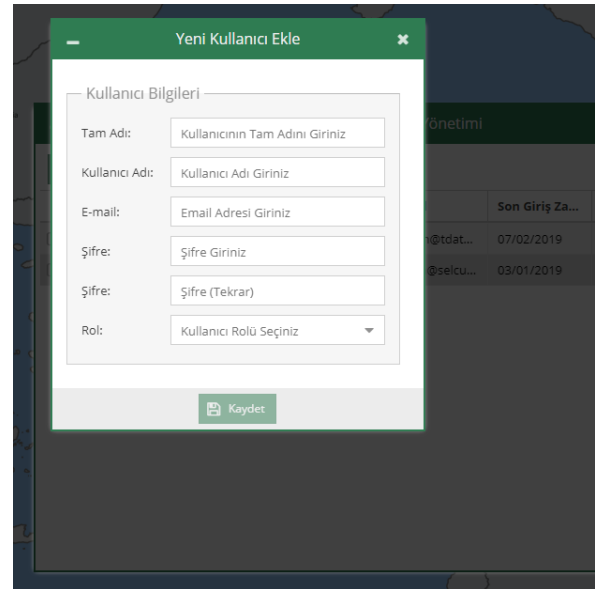 Yeni Kullanıcı Ekle
Kullanıcı Bilgileri
Yönetimi
Tam Adı: Kullanıcının Tam Adını Giriniz
Kullanıcı Adı: Kullanıcı Adı Giriniz
Son Giriş Za...
E-mail: Email Adresi Giriniz
@tdat... 07/02/2019
Şifre: Şifre Giriniz
@selcu... 03/01/2019
Şifre: Şifre (Tekrar)
Rol: Kullanıcı Rolü Seçiniz
Kaydet